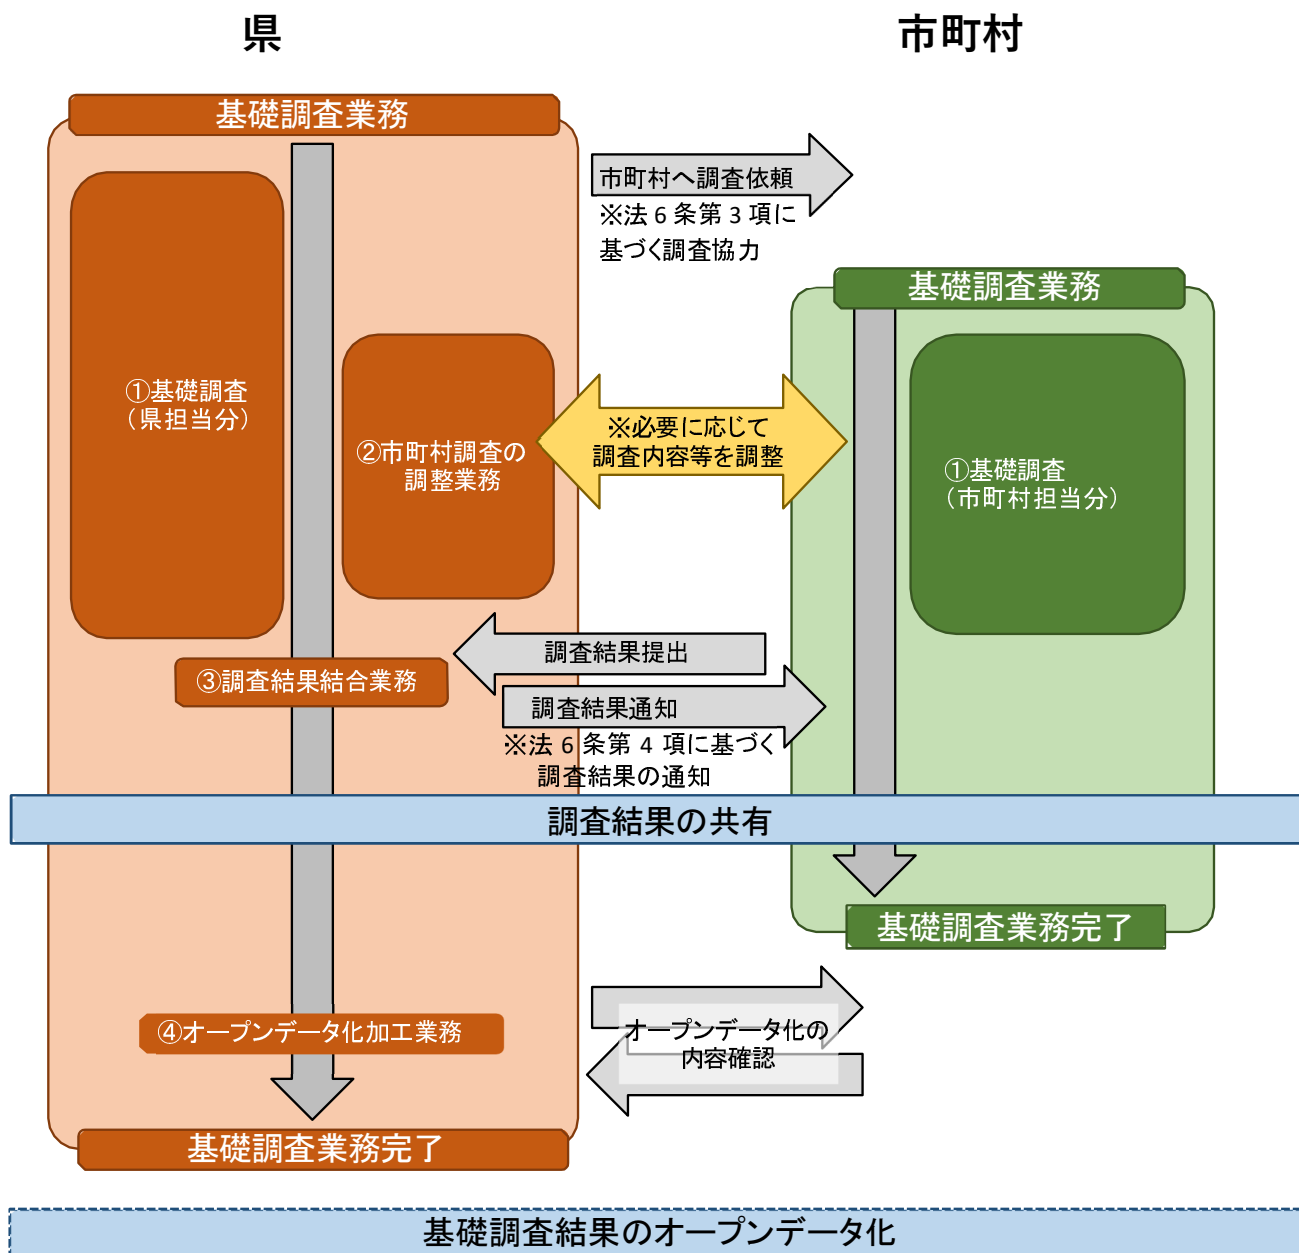 県
市町村
基礎調査業務
市町村へ調査依頼
※法6条第3項に
基づく調査協力
基礎調査業務
①基礎調査
（県担当分）
②市町村調査の
調整業務
※必要に応じて
調査内容等を調整
①基礎調査
（市町村担当分）
調査結果提出
③調査結果結合業務
調査結果通知
※法6条第4項に基づく
調査結果の通知
調査結果の共有
基礎調査業務完了
④オープンデータ化加工業務
オープンデータ化の
内容確認
基礎調査業務完了
基礎調査結果のオープンデータ化